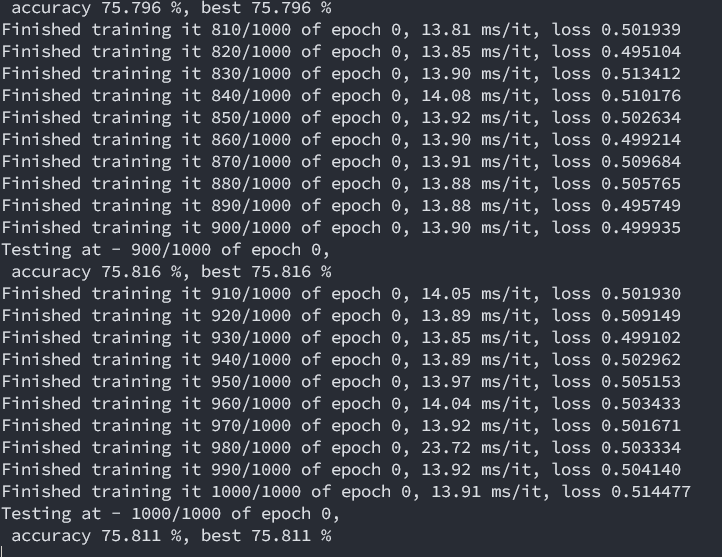 accuracy 75.796 %, best 75.796 %
Finished training it 810/1000 of epoch 0, 13.81 ms/it, loss 0.501939
Finished training it 820/1000 of epoch 0, 13.85 ms/it, loss 0.495104
Finished training it 830/1000 of epoch 0, 13.90 ms/it, loss 0.513412
Finished training it 840/1000 of epoch 0, 14.08 ms/it, loss 0.510176
Finished training it 850/1000 of epoch 0, 13.92 ms/it, loss 0.502634
Finished training it 860/1000 of epoch 0, 13.90 ms/it, loss 0.499214
Finished training it 870/1000 of epoch 0, 13.91 ms/it, loss 0.509684
Finished training it 880/1000 of epoch 0, 13.88 ms/it, loss 0.505765
Finished training it 890/1000 of epoch 0, 13.88 ms/it, loss 0.495749
Finished training it 900/1000 of epoch 0, 13.90 ms/it, loss 0.499935
Testing at - 900/1000 of epoch 0,
accuracy 75.816 %, best 75.816 %
Finished training it 910/1000 of epoch 0, 14.05 ms/it, loss 0.501930
Finished training it 920/1000 of epoch 0, 13.89 ms/it, loss 0.509149
Finished training it 930/1000 of epoch 0, 13.85 ms/it, loss 0.499102
Finished training it 940/1000 of epoch 0, 13.89 ms/it, loss 0.502962
Finished training it 950/1000 of epoch 0, 13.97 ms/it, loss 0.505153
Finished training it 960/1000 of epoch 0, 14.04 ms/it, loss 0.503433
Finished training it 970/1000 of epoch 0, 13.92 ms/it, loss 0.501671
Finished training it 980/1000 of epoch 0, 23.72 ms/it, loss 0.503334
Finished training it 990/1000 of epoch 0, 13.92 ms/it, loss 0.504140
Finished training it 1000/1000 of epoch 0, 13.91 ms/it, loss 0.514477
Testing at - 1000/1000 of epoch 0,
accuracy 75.811 %, best 75.811 %